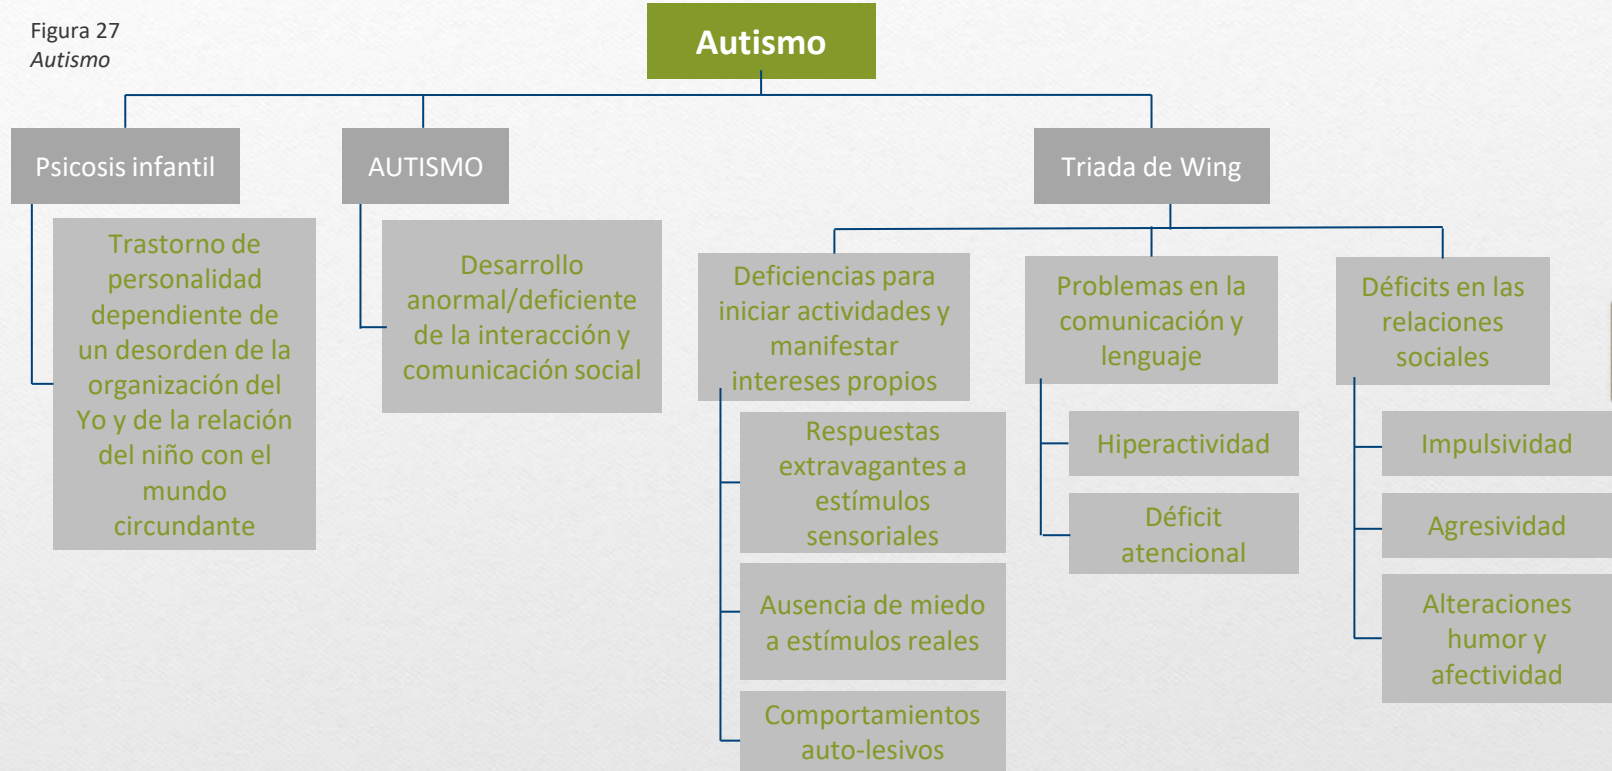 Figura 27
Autismo
Autismo
Psicosis infantil
AUTISMO
Triada de Wing
Trastorno de
personalidad
dependiente de
un desorden de la
organización del
Yo y de la relación
del niño con el
mundo
circundante
Desarrollo
anormal/deficiente
de la interacción y
comunicación social
Deficiencias para
iniciar actividades y
manifestar
intereses propios
Respuestas
extravagantes a
estímulos
sensoriales
Ausencia de miedo
a estímulos reales
Comportamientos
auto-lesivos
Problemas en la
comunicación y
lenguaje
Hiperactividad
Déficit
atencional
Déficits en las
relaciones
sociales
Impulsividad
Agresividad
Alteraciones
humor y
afectividad